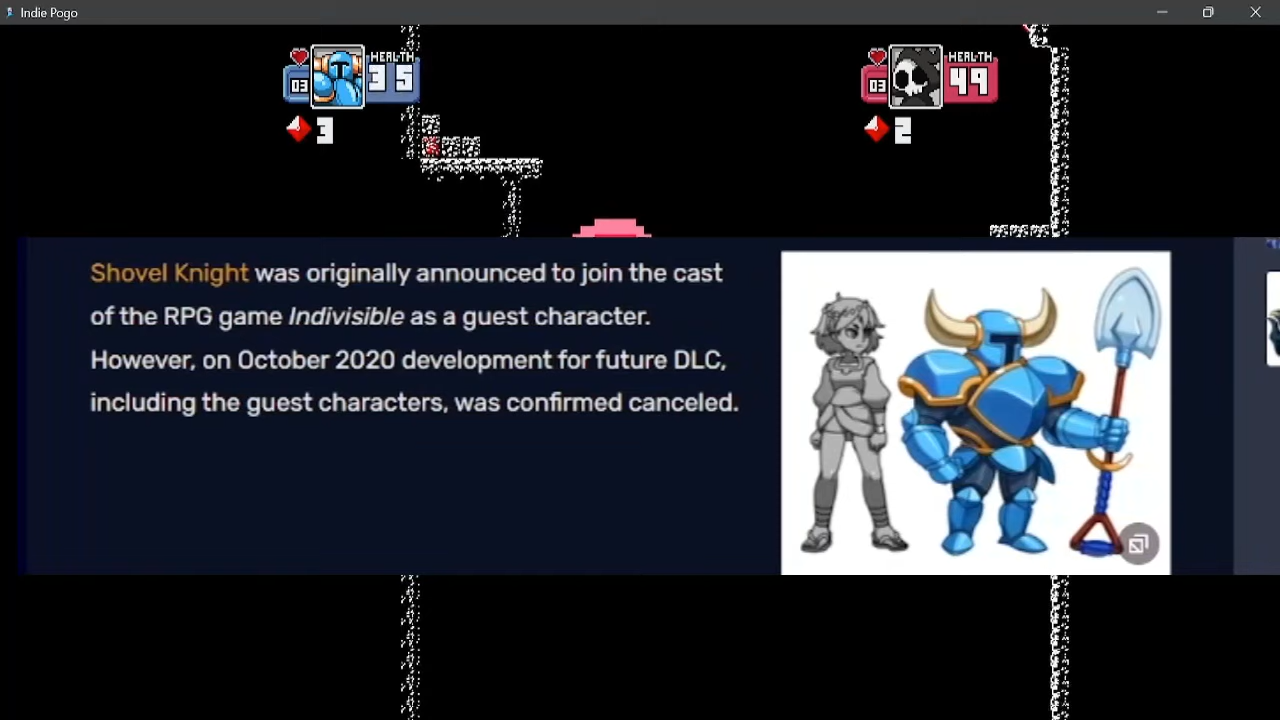 Indie Pogo
HEALTH
03
35
3
HEALTH
03
49
2
Shovel Knight was originally announced to join the cast
of the RPG game Indivisible as a guest character.
However, on October 2020 development for future DLC,
including the guest characters, was confirmed canceled.